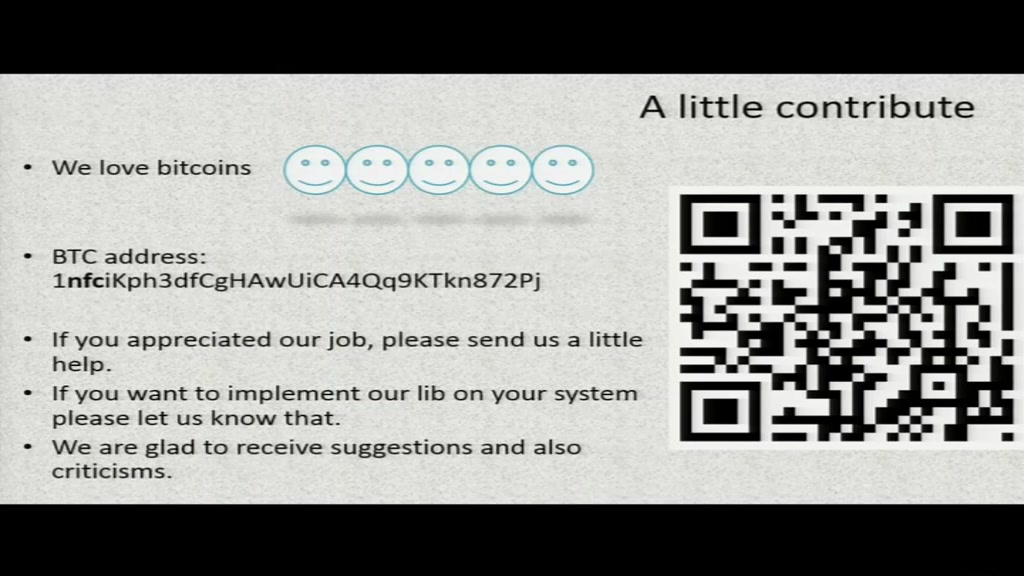 A little contribute
• We love bitcoins
• BTC address:
1nfciKph3dfCgHAwUiCA4Qq9KTkn872Pj
• If you appreciated our job, please send us a little
help.
• If you want to implement our lib on your system
please let us know that.
• We are glad to receive suggestions and also
criticisms.